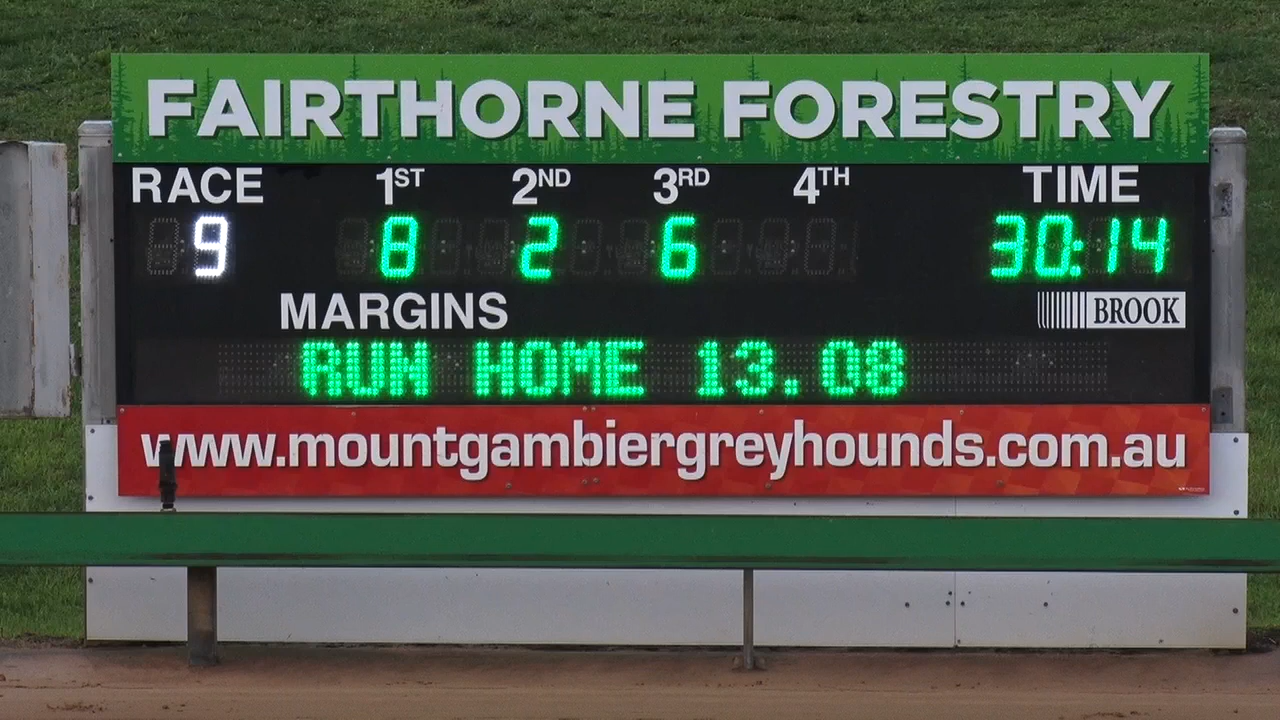 FAIRTHORNE FORESTRY
RACE 1ST 2ND 3RD 4TH TIME
9 8 2 6 30:14
MARGINS BROOK
RUN HOME 13.08
www.mountgambiergreyhounds.com.au